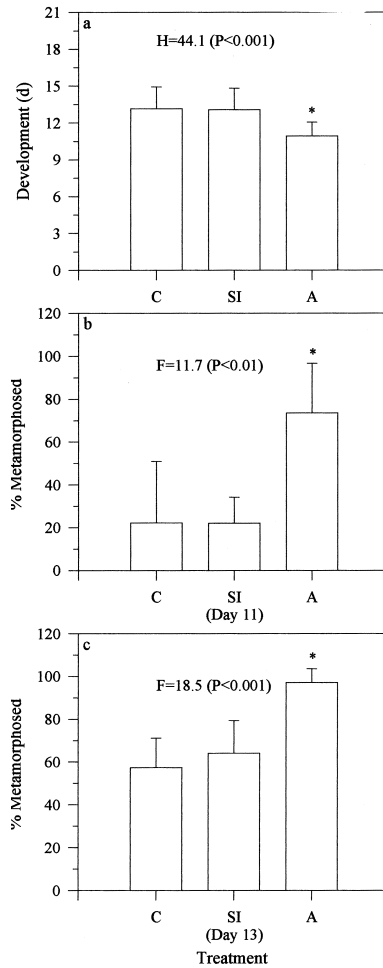 a
H=44.1 (P<0.001)
Development (d)
21
18
15
12
9
6
3
0
*
C SI A
b
F=11.7 (P<0.01)
% Metamorphosed
120
100
80
60
40
20
0
*
C SI A
(Day 11)
c
F=18.5 (P<0.001)
% Metamorphosed
120
100
80
60
40
20
0
*
C SI A
(Day 13)
Treatment